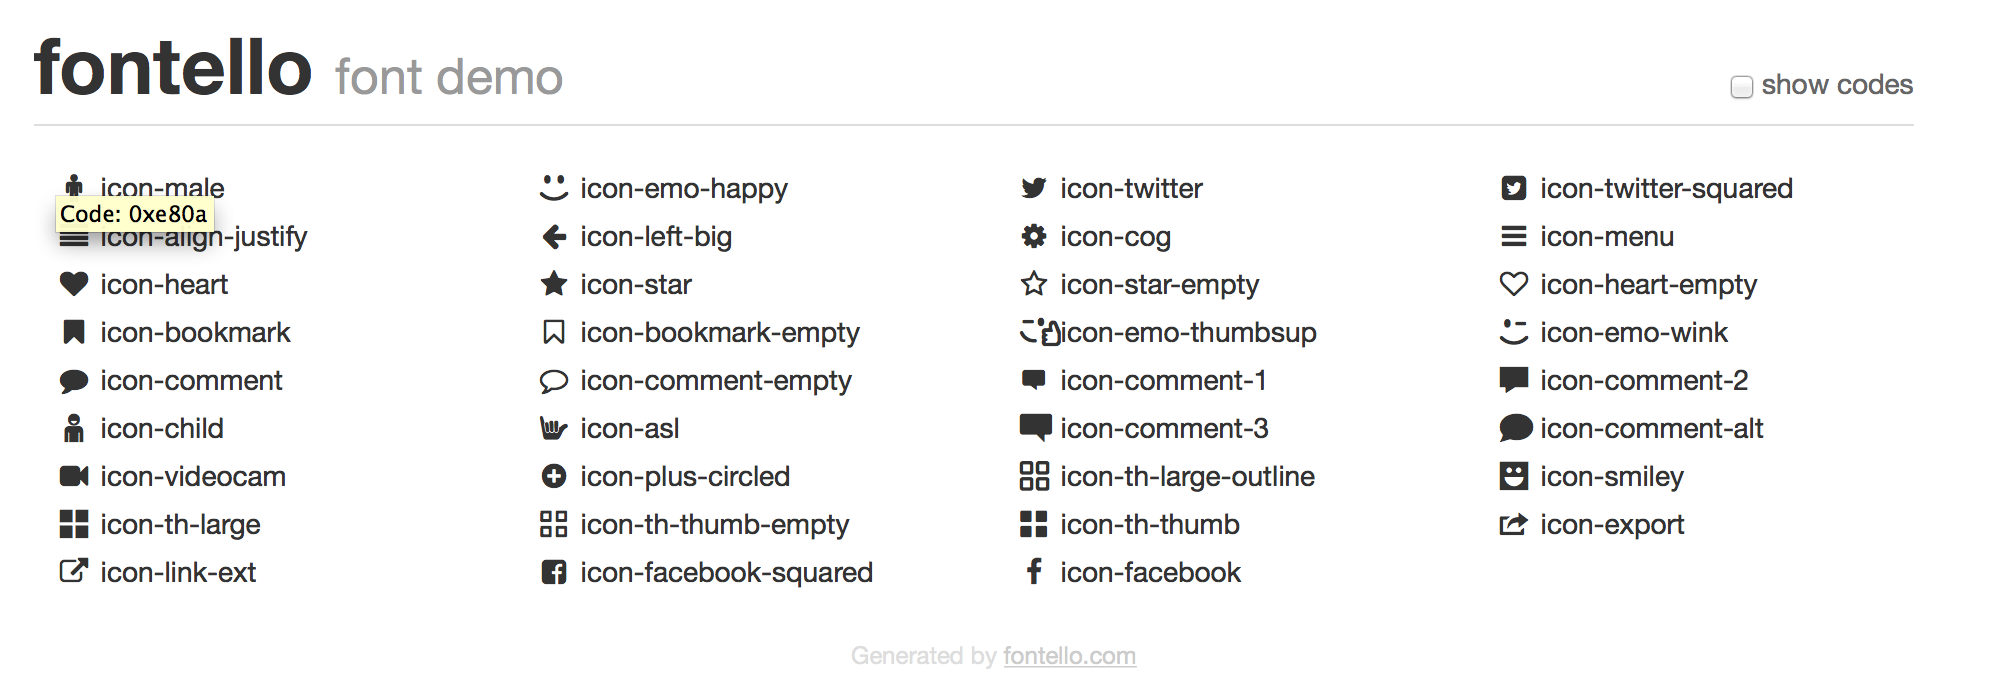 fontello font demo
show codes
icon-male icon-emo-happy icon-twitter icon-twitter-squared
Code: 0xe80a
icon-align-justify icon-left-big icon-cog icon-menu
icon-heart icon-star icon-star-empty icon-heart-empty
icon-bookmark icon-bookmark-empty icon-emo-thumbsup icon-emo-wink
icon-comment icon-comment-empty icon-comment-1 icon-comment-2
icon-child icon-asl icon-comment-3 icon-comment-alt
icon-videocam icon-plus-circled icon-th-large-outline icon-smiley
icon-th-large icon-th-thumb-empty icon-th-thumb icon-export
icon-link-ext icon-facebook-squared icon-facebook
Generated by fontello.com